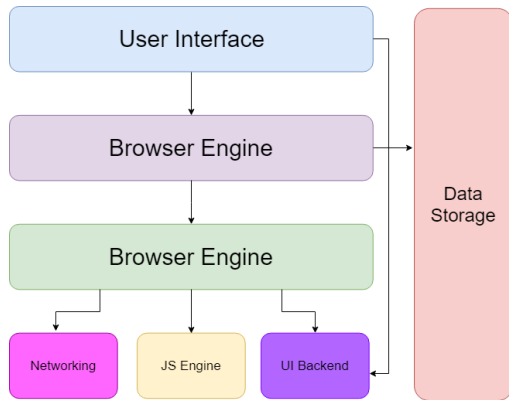 User Interface
Browser Engine
Data
Storage
Browser Engine
Networking
JS Engine
UI Backend